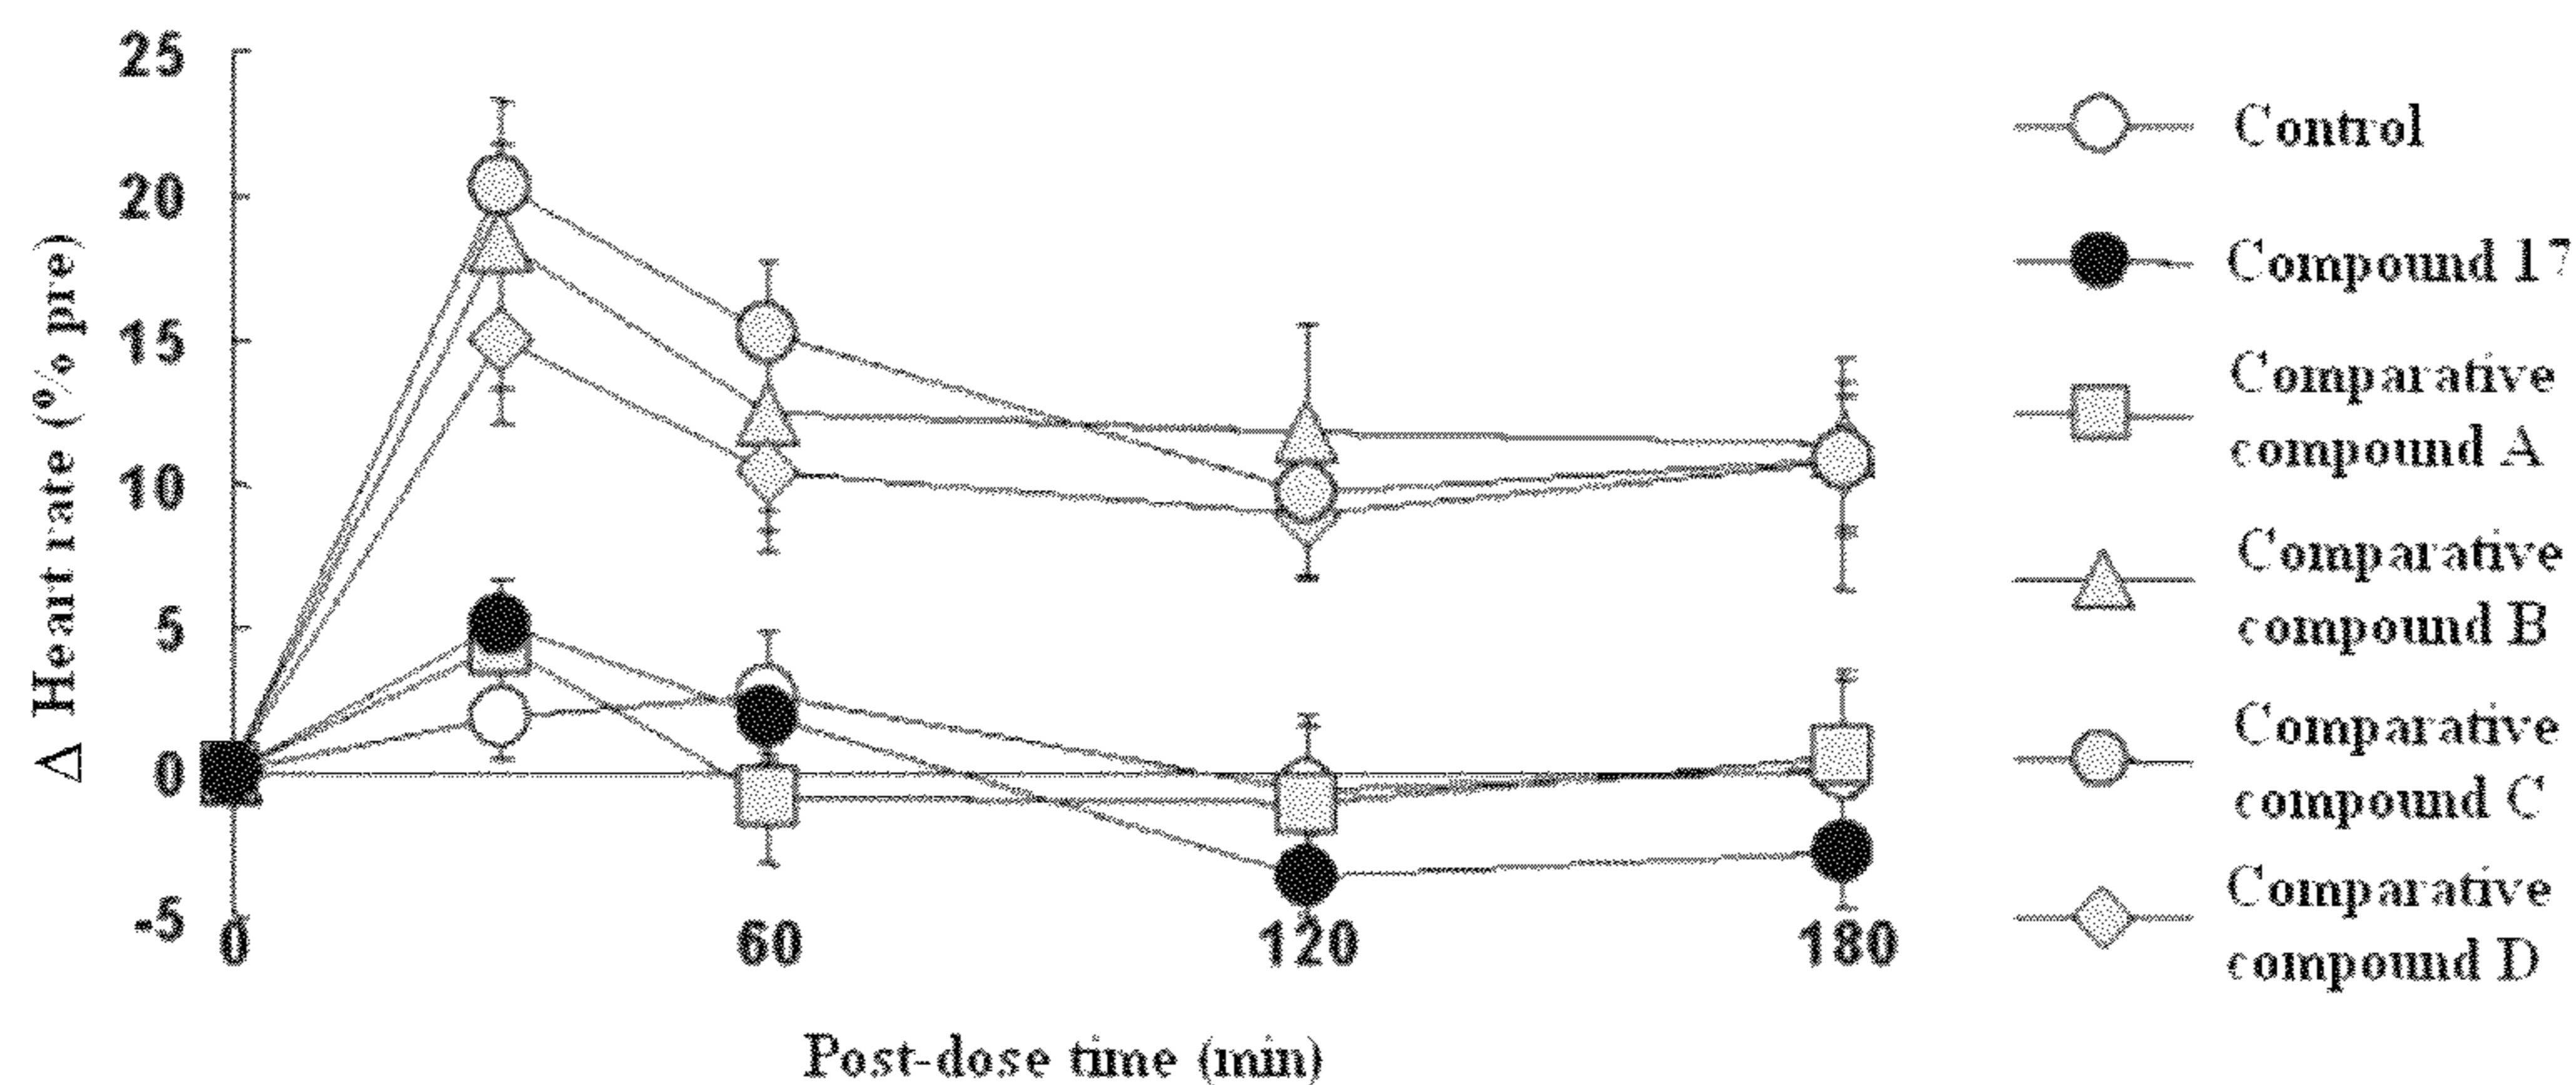 Δ Heart rate (% pre)
25
20
15
10
5
0
-5
0
60
120
180
Post-dose time (min)
Control
Compound 17
Comparative
compound A
Comparative
compound B
Comparative
compound C
Comparative
compound D